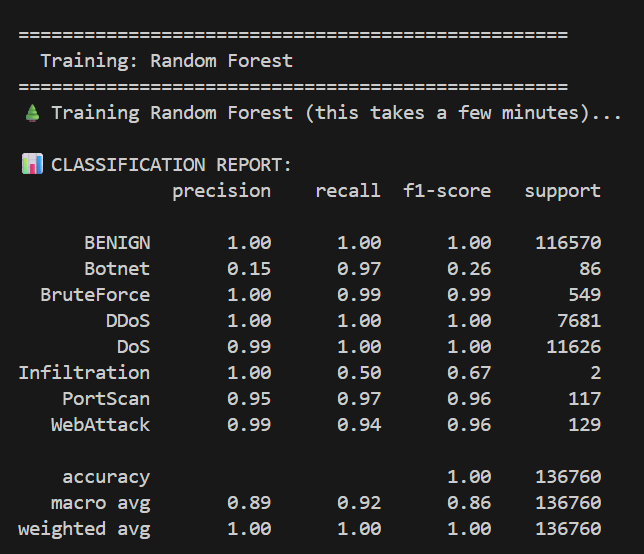 ==================================================
  Training: Random Forest
==================================================
🌲 Training Random Forest (this takes a few minutes)...

📊 CLASSIFICATION REPORT:
              precision    recall  f1-score   support

      BENIGN       1.00      1.00      1.00    116570
      Botnet       0.15      0.97      0.26        86
  BruteForce       1.00      0.99      0.99       549
        DDoS       1.00      1.00      1.00      7681
         DoS       0.99      1.00      1.00     11626
Infiltration       1.00      0.50      0.67         2
    PortScan       0.95      0.97      0.96       117
   WebAttack       0.99      0.94      0.96       129

    accuracy                           1.00    136760
   macro avg       0.89      0.92      0.86    136760
weighted avg       1.00      1.00      1.00    136760